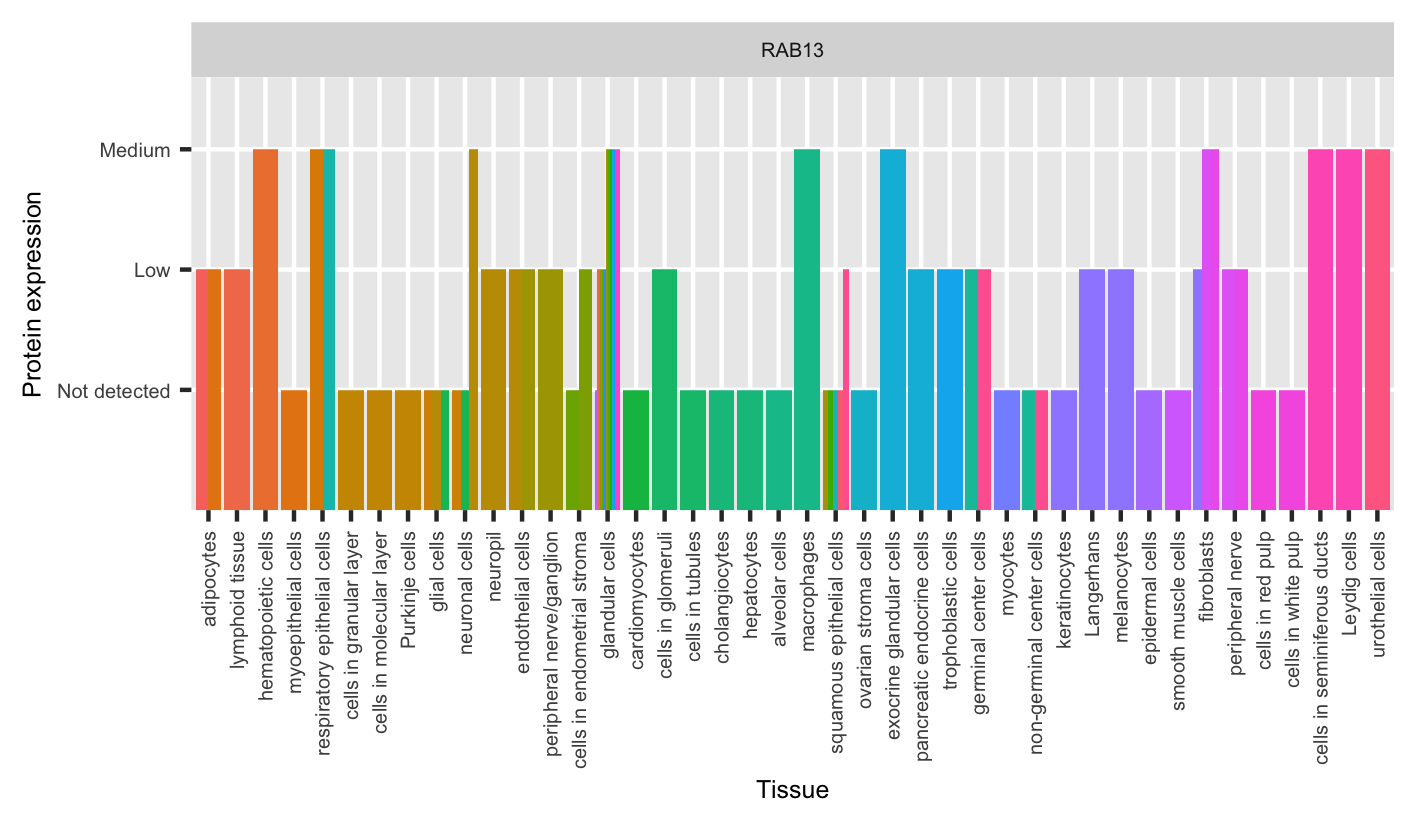 RAB13
Protein expression
Medium
Low
Not detected
adipocytes
lymphoid tissue
hematopoietic cells
myoepithelial cells
respiratory epithelial cells
cells in granular layer
cells in molecular layer
Purkinje cells
glial cells
neuronal cells
neuropil
endothelial cells
peripheral nerve/ganglion
cells in endometrial stroma
glandular cells
cardiomyocytes
cells in glomeruli
cells in tubules
cholangiocytes
hepatocytes
alveolar cells
macrophages
squamous epithelial cells
ovarian stroma cells
exocrine glandular cells
pancreatic endocrine cells
trophoblastic cells
germinal center cells
myocytes
non-germinal center cells
keratinocytes
Langerhans
melanocytes
epidermal cells
smooth muscle cells
fibroblasts
peripheral nerve
cells in red pulp
cells in white pulp
cells in seminiferous ducts
Leydig cells
urothelial cells
Tissue